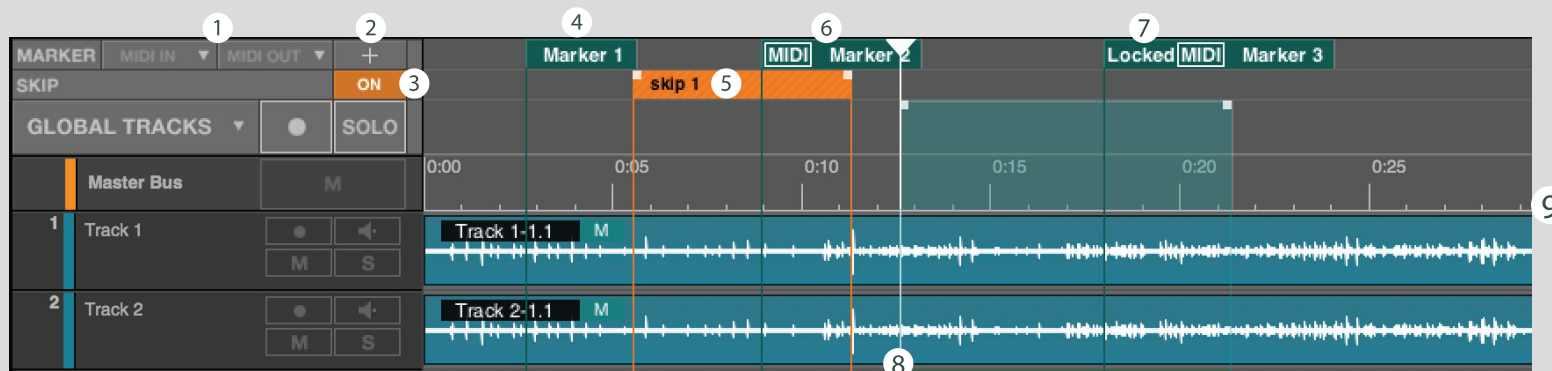 1 2 4 6 7
MARKER MIDI IN MIDI OUT + Marker 1 MIDI Marker 2 Locked MIDI Marker 3
SKIP ON 3 skip 1 5
GLOBAL TRACKS SOLO
Master Bus M 0:00 0:05 0:10 0:15 0:20 0:25
9
1 Track 1 Track 1-1.1 M
M S
2 Track 2 Track 2-1.1 M
M S
8